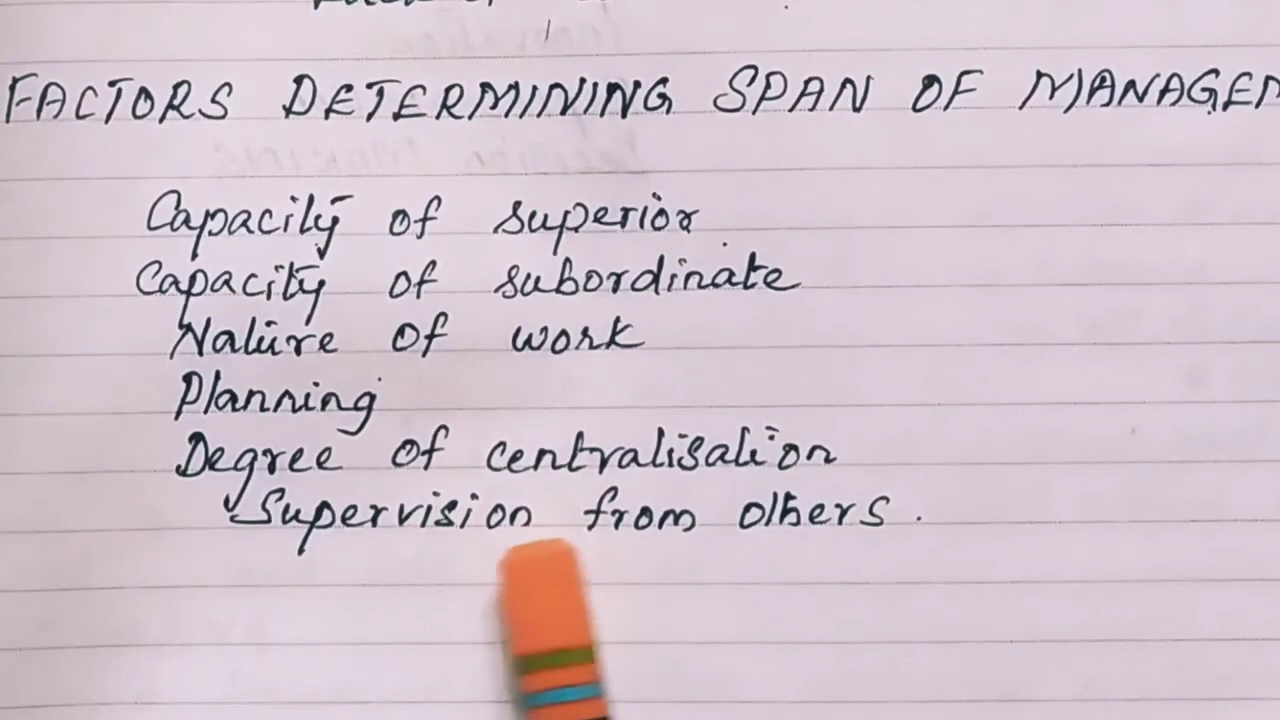 FACTORS DETERMINING SPAN OF MANAGEM
Capacity of superior
Capacity of subordinate
Nature of work
Planning
Degree of centralisation
Supervision from others.